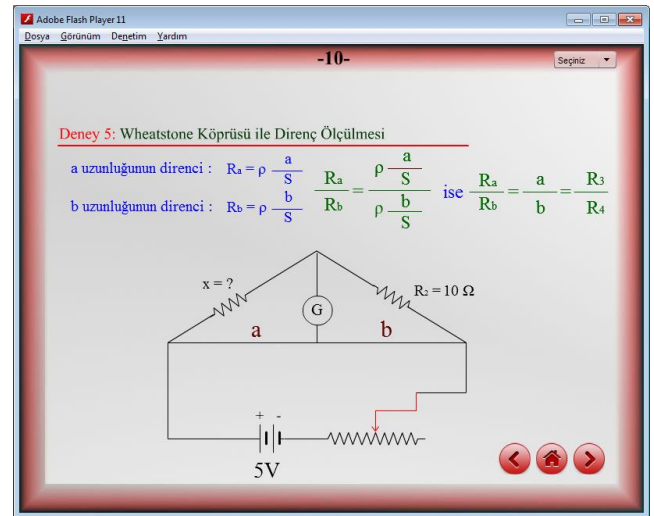 Adobe Flash Player 11
Dosya Görünüm Denetim Yardım
-10-
Seçiniz
Deney 5: Wheatstone Köprüsü ile Direnç Ölçülmesi
a uzunluğunun direnci : Ra = ρ a/S
b uzunluğunun direnci : Rb = ρ b/S
Ra/Rb = (ρ a/S)/(ρ b/S) ise Ra/Rb = a/b = R3/R4
x = ?
R2 = 10 Ω
G
a b
+ -
5V